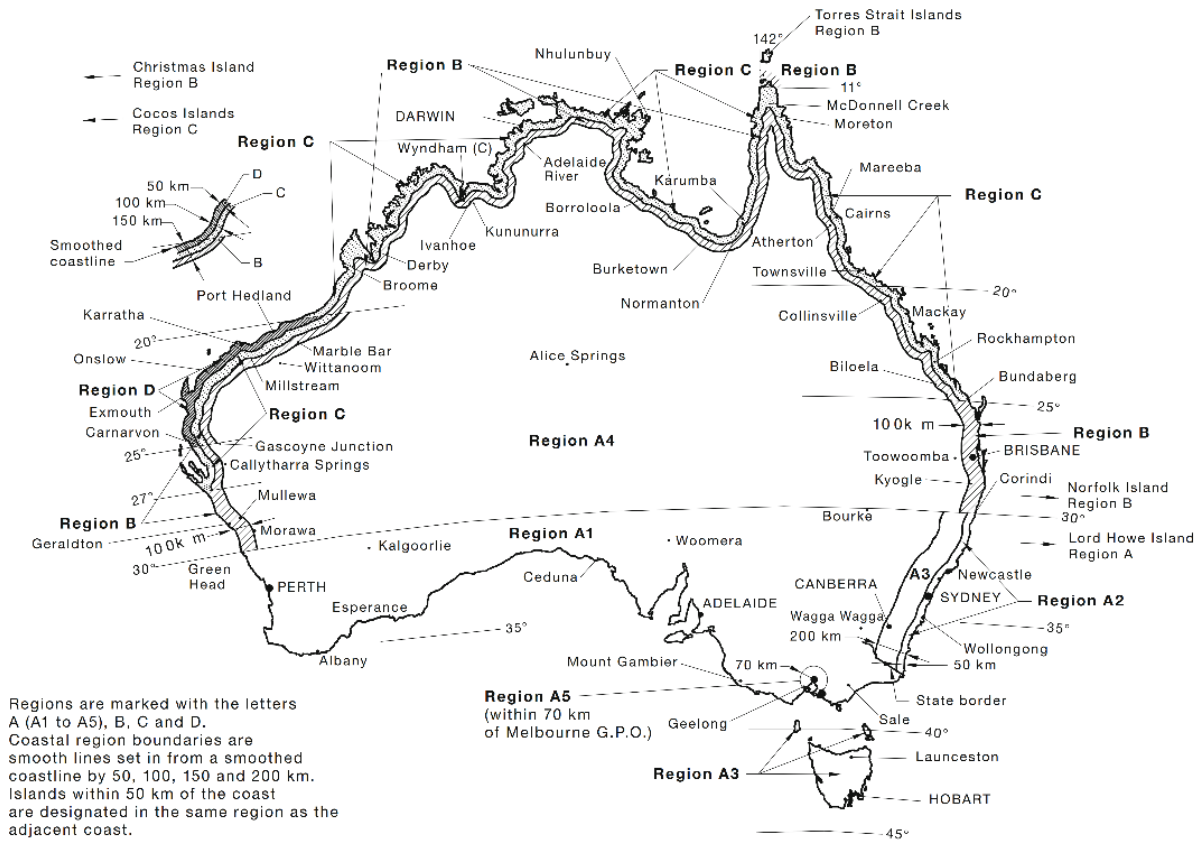 Torres Strait Islands
Region B
142°
Nhulunbuy
Christmas Island
Region B
Region B
Region C
Region B
11°
Cocos Islands
Region C
DARWIN
McDonnell Creek
Moreton
Region C
Wyndham (C)
Adelaide
River
Mareeba
D
50 km
C
100 km
150 km
Karumba
Region C
Borroloola
Cairns
Kununurra
Smoothed
coastline
Ivanhoe
Atherton
B
Derby
Burketown
Townsville
Broome
Port Hedland
Normanton
20°
Karratha
Collinsville
Mackay
20°
Onslow
Marble Bar
Wittanoom
Alice Springs
Rockhampton
Biloela
Millstream
Bundaberg
Region D
Exmouth
Region C
25°
Carnarvon
100k m
Region B
Gascoyne Junction
Region A4
25°
Callytharra Springs
Toowoomba
BRISBANE
Kyogle
Corindi
27°
Mullewa
Norfolk Island
Region B
Region B
Bourke
30°
Geraldton
100k m
Morawa
Region A1
Lord Howe Island
Region A
30°
Kalgoorlie
Woomera
Green
Head
Ceduna
A3
Newcastle
PERTH
CANBERRA
SYDNEY
Region A2
Esperance
ADELAIDE
Wagga Wagga
35°
35°
200 km
Wollongong
Albany
Mount Gambier
70 km
50 km
Region A5
(within 70 km
of Melbourne G.P.O.)
State border
Geelong
Sale
40°
Regions are marked with the letters
A (A1 to A5), B, C and D.
Coastal region boundaries are
smooth lines set in from a smoothed
coastline by 50, 100, 150 and 200 km.
Islands within 50 km of the coast
are designated in the same region as the
adjacent coast.
Launceston
Region A3
HOBART
45°